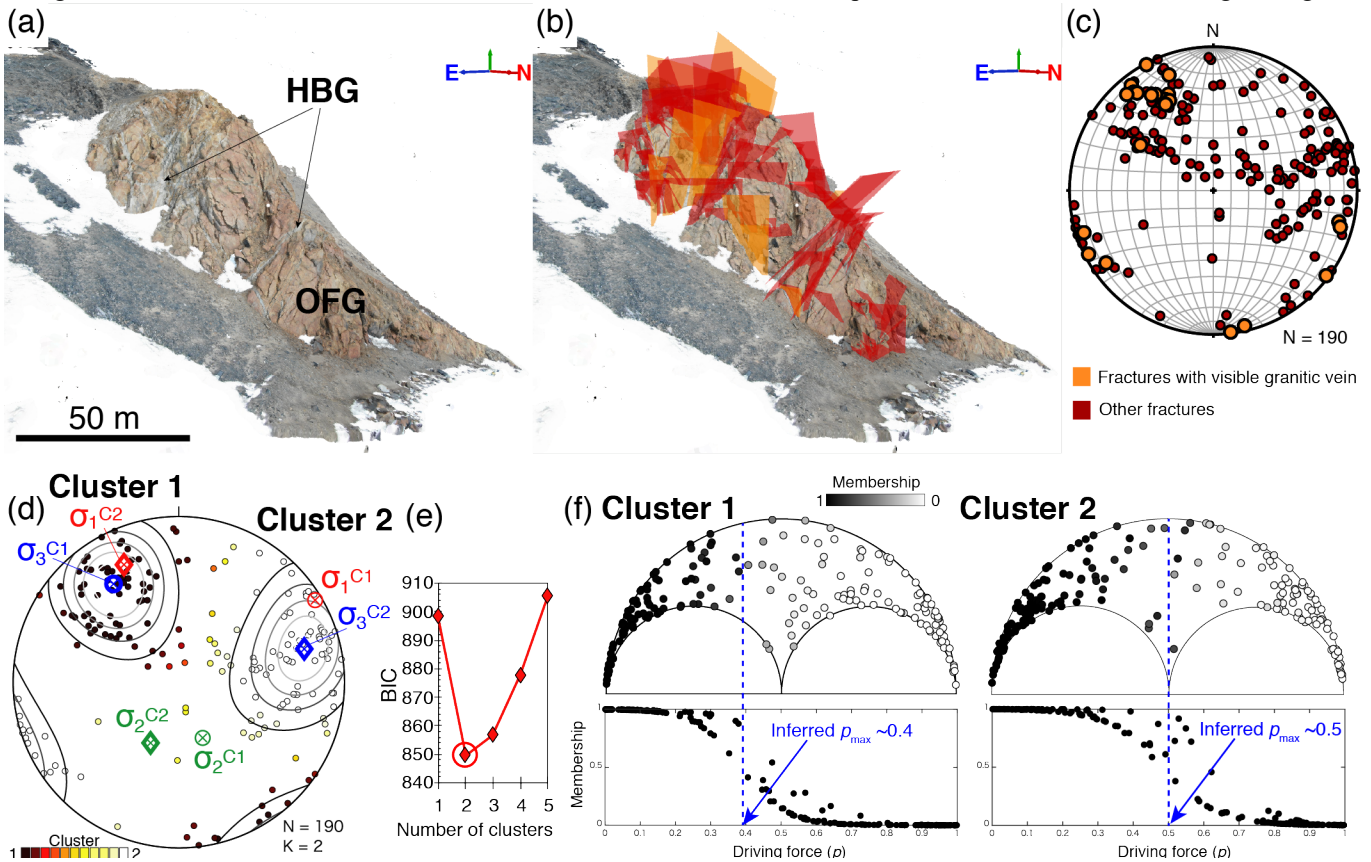 (a)
HBG
E
N
OFG
50 m
(b)
E
N
(c)
N
N = 190
Fractures with visible granitic vein
Other fractures
(d)
Cluster 1
σ1C2
σ3C1
Cluster 2
σ1C1
σ3C2
σ2C2
σ2C1
N = 190
K = 2
Cluster
1
2
(e)
910
900
890
880
870
860
850
840
BIC
1 2 3 4 5
Number of clusters
(f)
Membership
1 0
Cluster 1
Cluster 2
Inferred pmax ~0.4
Membership
1
0.5
0
0 0.1 0.2 0.3 0.4 0.5 0.6 0.7 0.8 0.9 1
Driving force (p)
Inferred pmax ~0.5
1
0.5
0
0 0.1 0.2 0.3 0.4 0.5 0.6 0.7 0.8 0.9 1
Driving force (p)